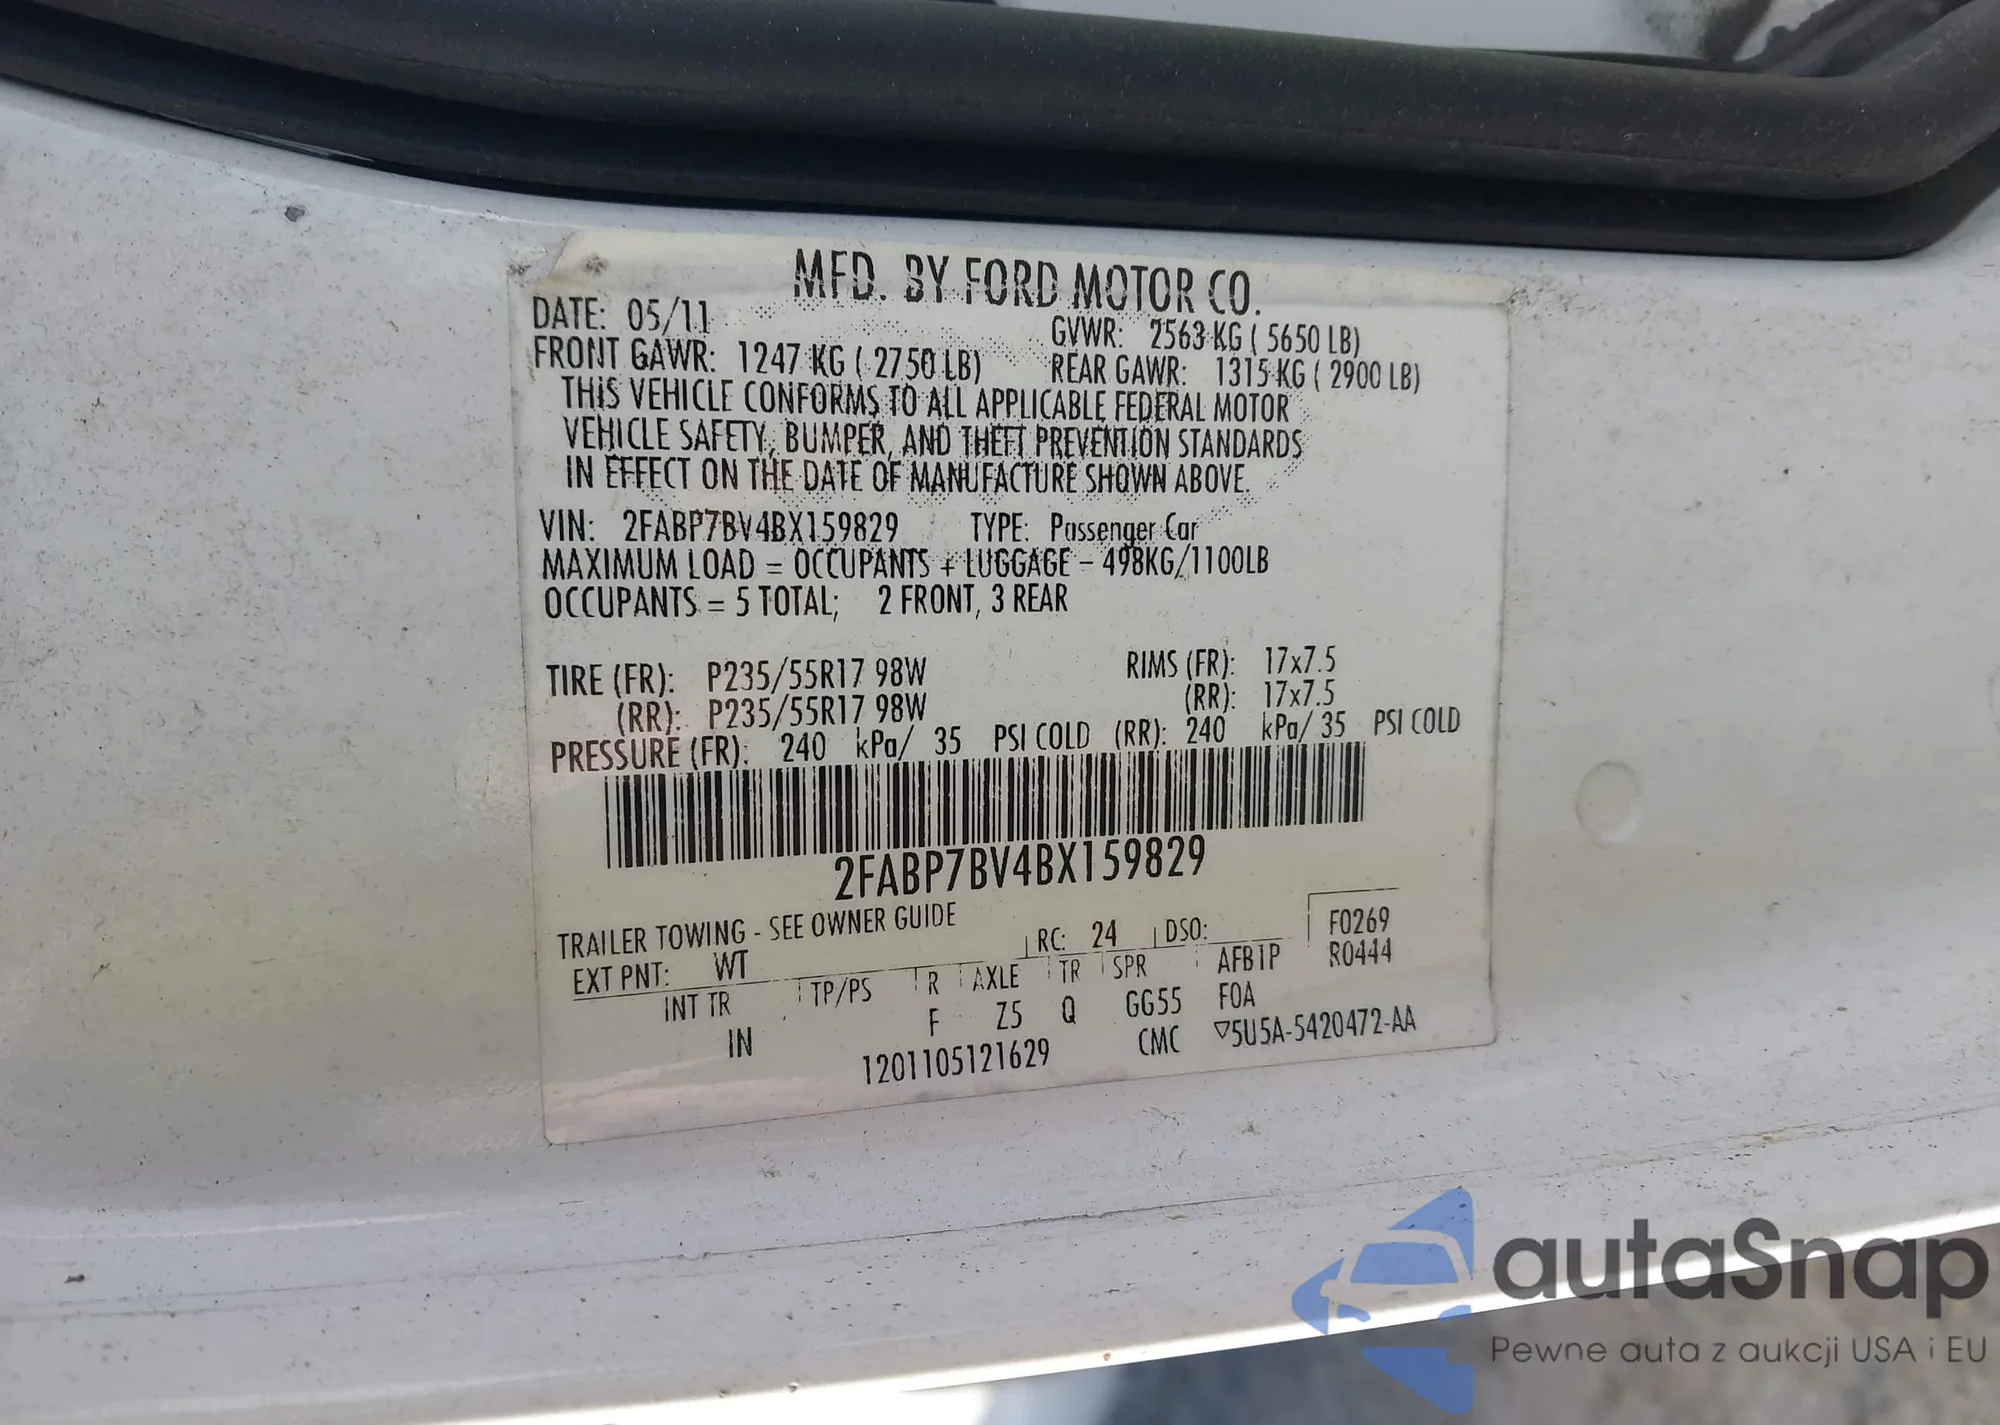 MFD. BY FORD MOTOR CO.
DATE: 05/11
GVWR: 2563 KG ( 5650 LB)
FRONT GAWR: 1247 KG ( 2750 LB)
REAR GAWR: 1315 KG ( 2900 LB)
THIS VEHICLE CONFORMS TO ALL APPLICABLE FEDERAL MOTOR
VEHICLE SAFETY, BUMPER, AND THEFT PREVENTION STANDARDS
IN EFFECT ON THE DATE OF MANUFACTURE SHOWN ABOVE.
VIN: 2FABP7BV4BX159829 TYPE: Passenger Car
MAXIMUM LOAD = OCCUPANTS + LUGGAGE - 498KG/1100LB
OCCUPANTS = 5 TOTAL; 2 FRONT, 3 REAR
TIRE (FR): P235/55R17 98W RIMS (FR): 17x7.5
(RR): P235/55R17 98W (RR): 17x7.5
PRESSURE (FR): 240 kPa/ 35 PSI COLD (RR): 240 kPa/ 35 PSI COLD
2FABP7BV4BX159829
TRAILER TOWING - SEE OWNER GUIDE
EXT PNT: WT RC: 24 DSO: F0269
INT TR TP/PS R AXLE TR SPR AFB1P R0444
IN F Z5 Q GG55 FOA
1201105121629 CMC ▽5U5A-5420472-AA
autaSnap
Pewne auta z aukcji USA i EU